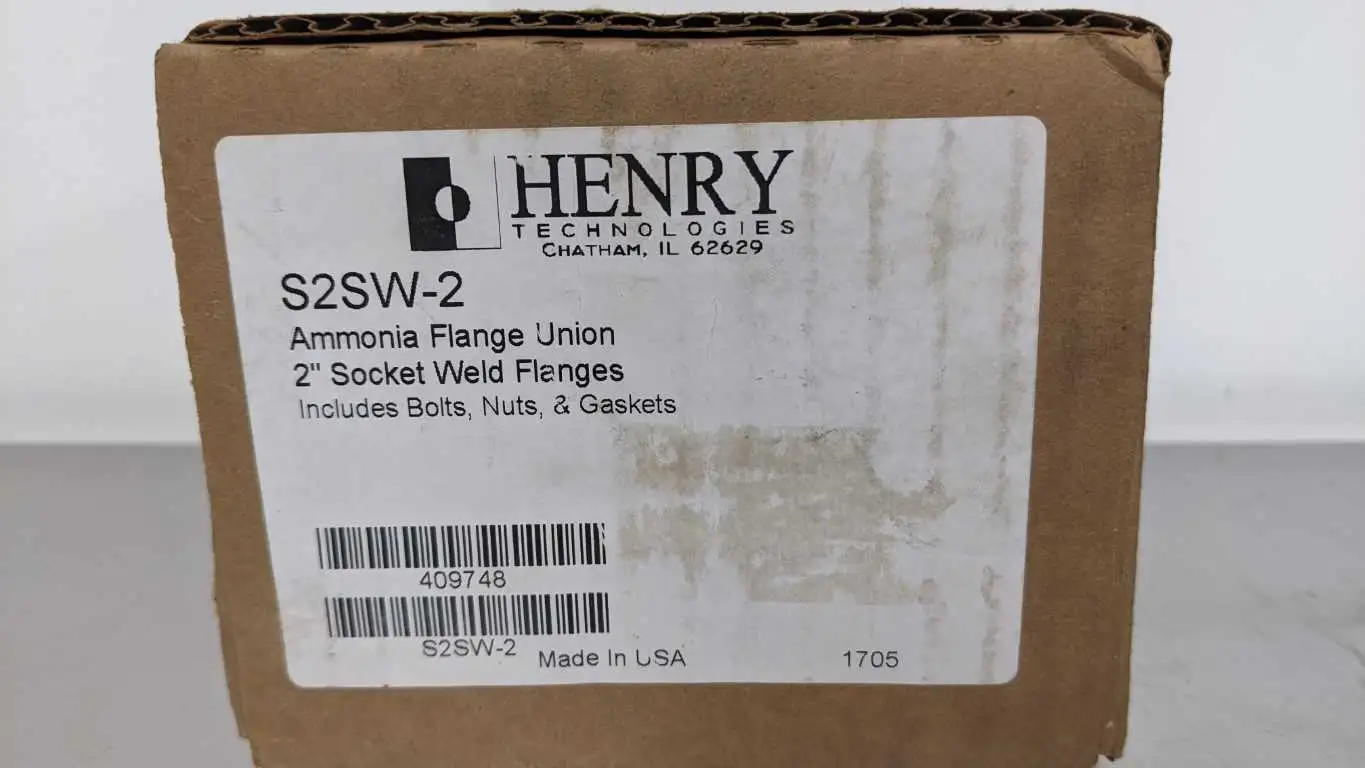 HENRY
TECHNOLOGIES
CHATHAM, IL 62629
S2SW-2
Ammonia Flange Union
2" Socket Weld Flanges
Includes Bolts, Nuts, & Gaskets
409748
S2SW-2
Made In USA
1705